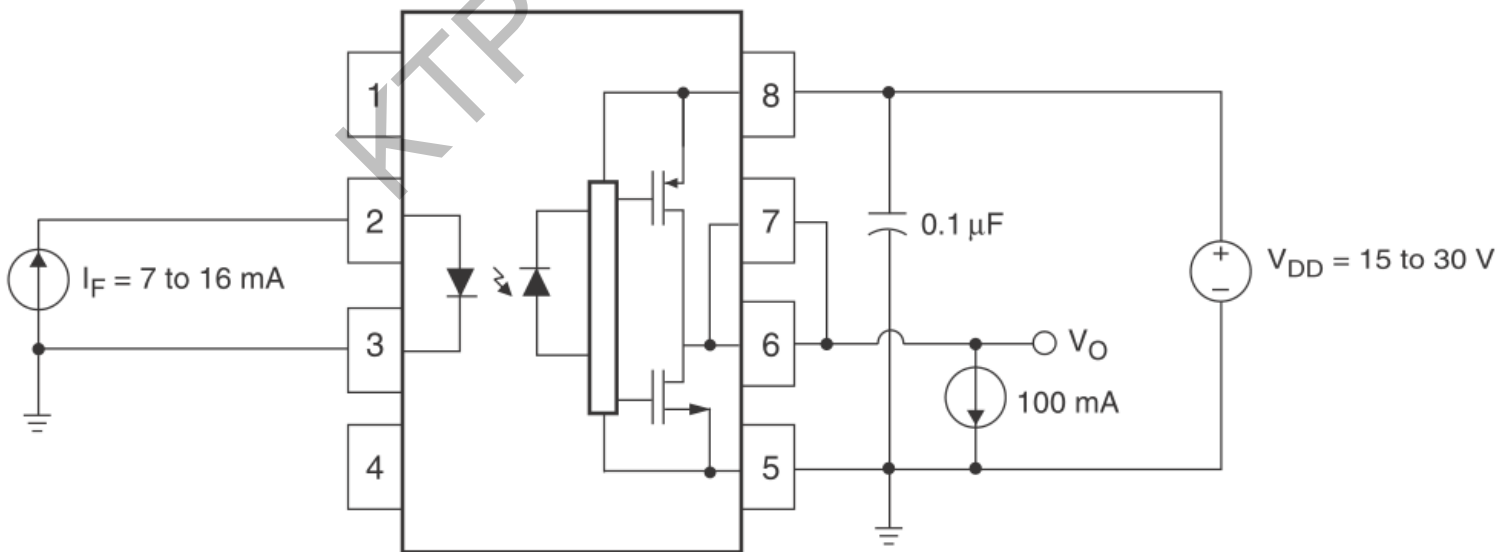 KTP
1
2
3
4
8
7
6
5
I_F = 7 to 16 mA
0.1 μF
V_DD = 15 to 30 V
+
−
V_O
100 mA